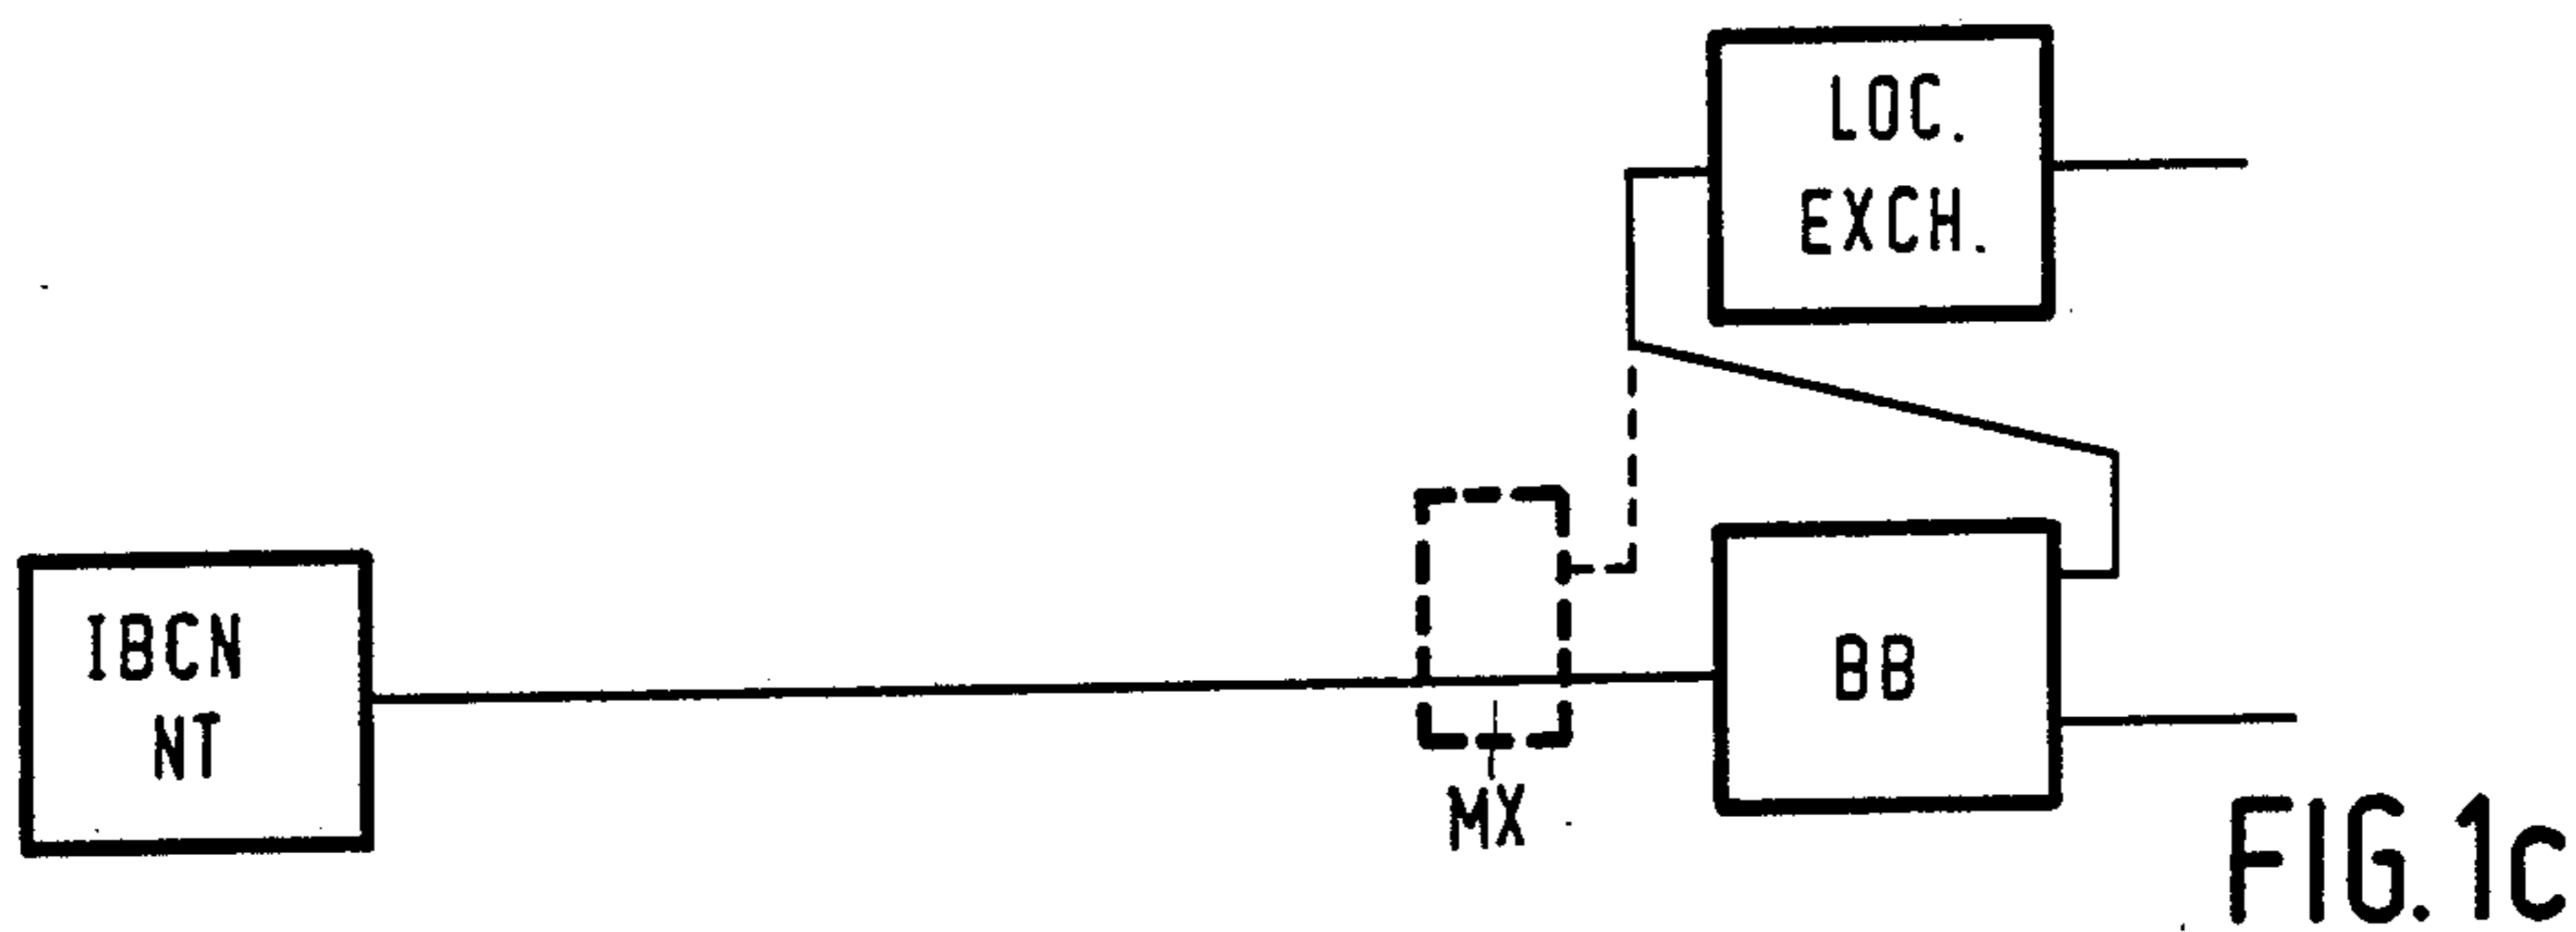 LOC.
EXCH.
IBCN
NT
BB
MX
FIG.1c